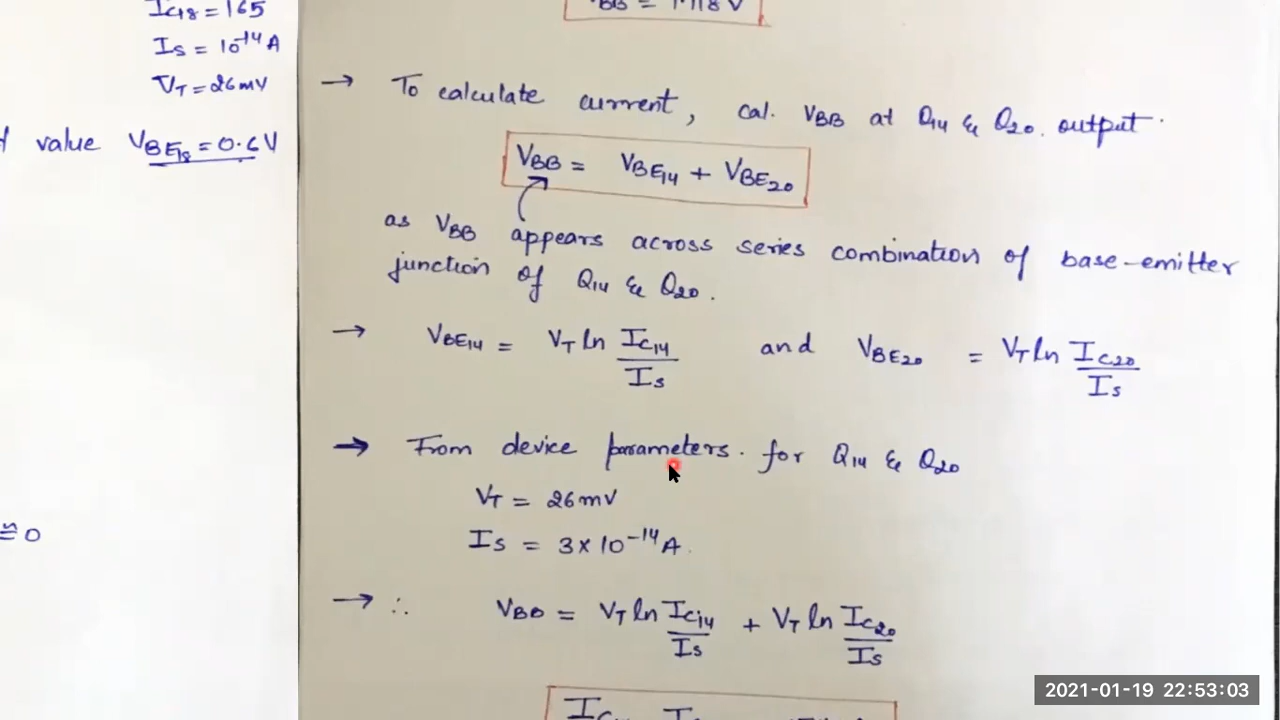 IC18 = 165
IS = 10^-14 A
VT = 26mV
value VBE18 = 0.6V
≅ 0
VBB = 1.118V
→ To calculate current, cal. VBB at Q14 & Q20 output.
VBB = VBE14 + VBE20
as VBB appears across series combination of base-emitter
junction of Q14 & Q20.
→ VBE14 = VT ln IC14/IS and VBE20 = VT ln IC20/IS
→ From device parameters. for Q14 & Q20
VT = 26mV
IS = 3×10^-14 A.
→ ∴ VBB = VT ln IC14/IS + VT ln IC20/IS
2021-01-19 22:53:03